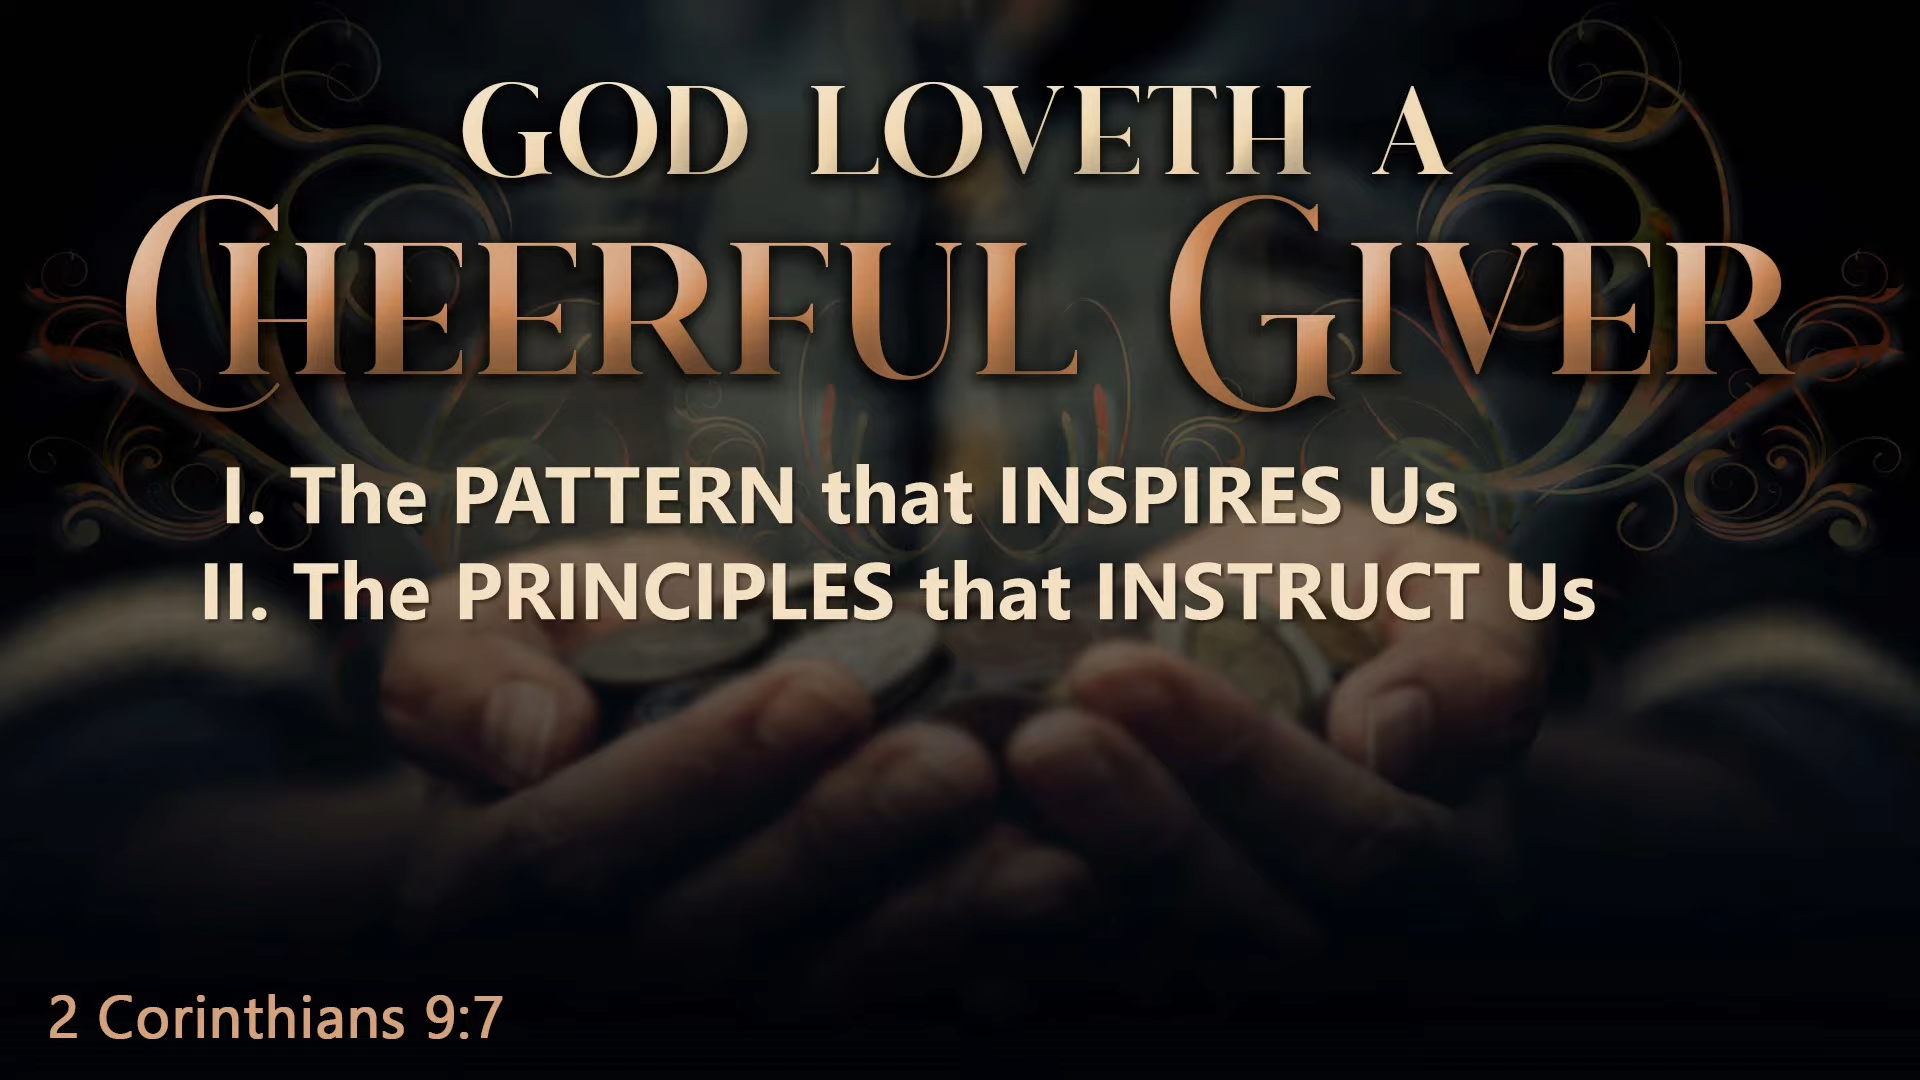 GOD LOVETH A
CHEERFUL GIVER
I. The PATTERN that INSPIRES Us
II. The PRINCIPLES that INSTRUCT Us
2 Corinthians 9:7